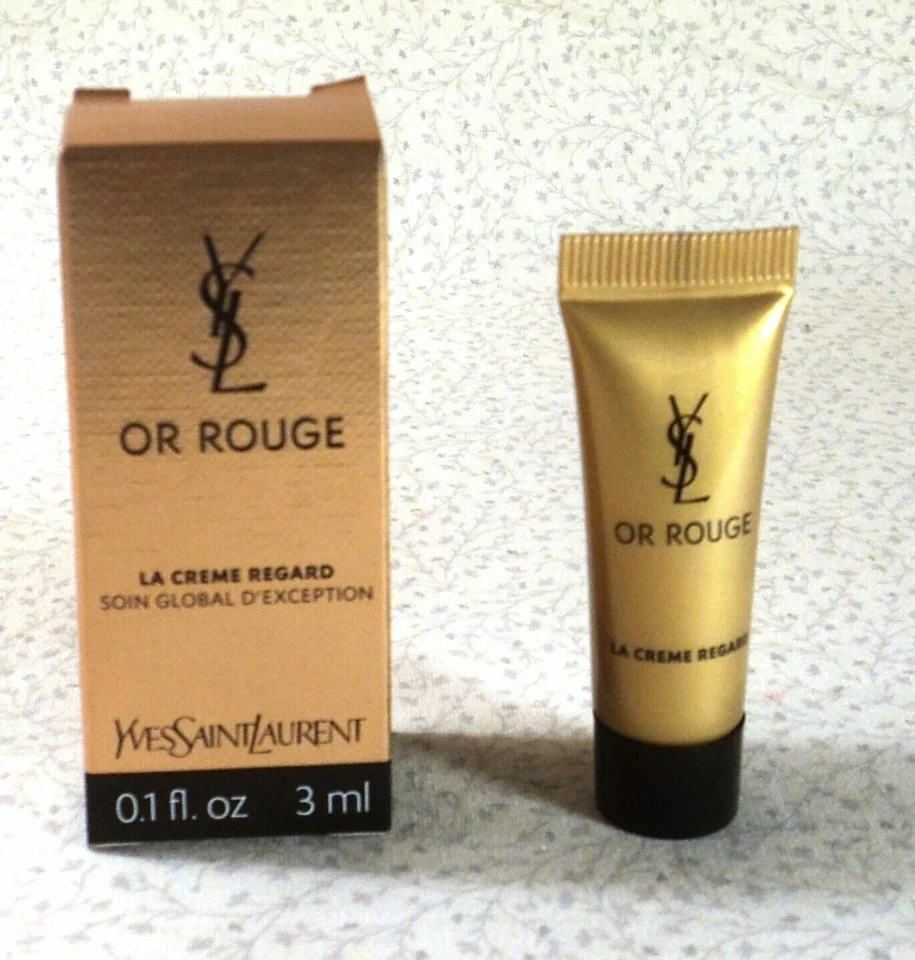 YSL
OR ROUGE
LA CREME REGARD
SOIN GLOBAL D'EXCEPTION
YVESSAINTLAURENT
0.1 fl. oz 3 ml
YSL
OR ROUGE
LA CREME REGARD